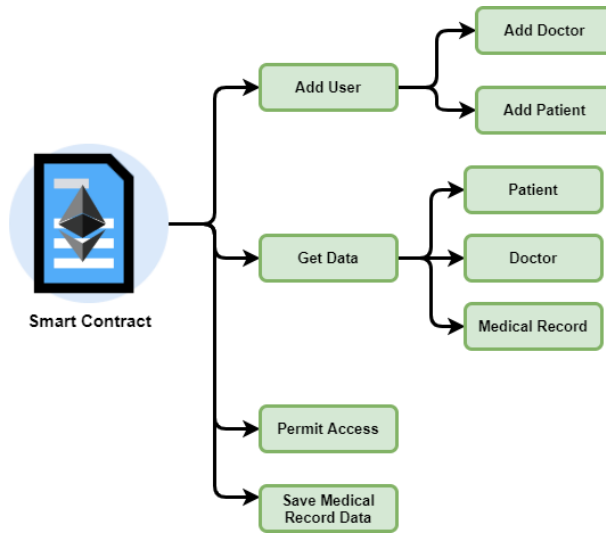 Add Doctor
Add User
Add Patient
Patient
Get Data
Doctor
Smart Contract
Medical Record
Permit Access
Save Medical
Record Data